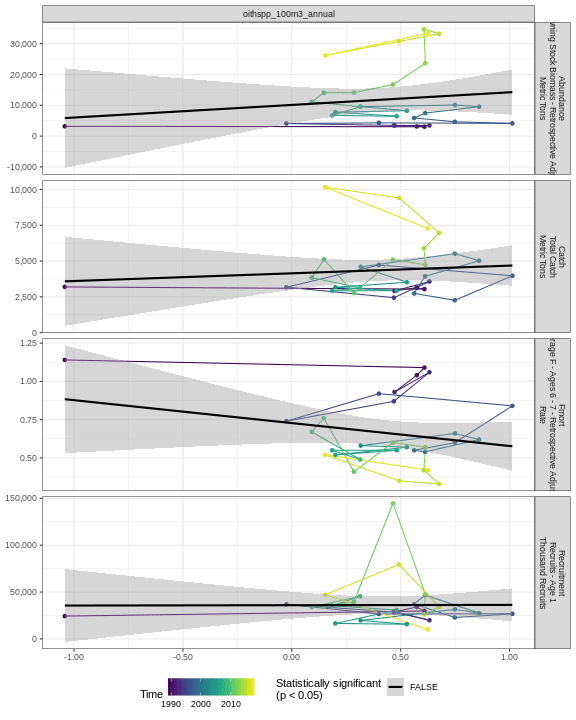 oithspp_100m3_annual
30,000
20,000
10,000
0
-10,000
Abundance
Stock Biomass - Retrospective
Metric Tons
10,000
7,500
5,000
2,500
0
Catch
Total Catch
Metric Tons
1.25
1.00
0.75
0.50
Fmort
F - Ages 6 - 7 - Retrospective
Rate
150,000
100,000
50,000
0
Recruitment
Recruits - Age 1
Thousand Recruits
-1.00
-0.50
0.00
0.50
1.00
Time
1990
2000
2010
Statistically significant
(p < 0.05)
FALSE